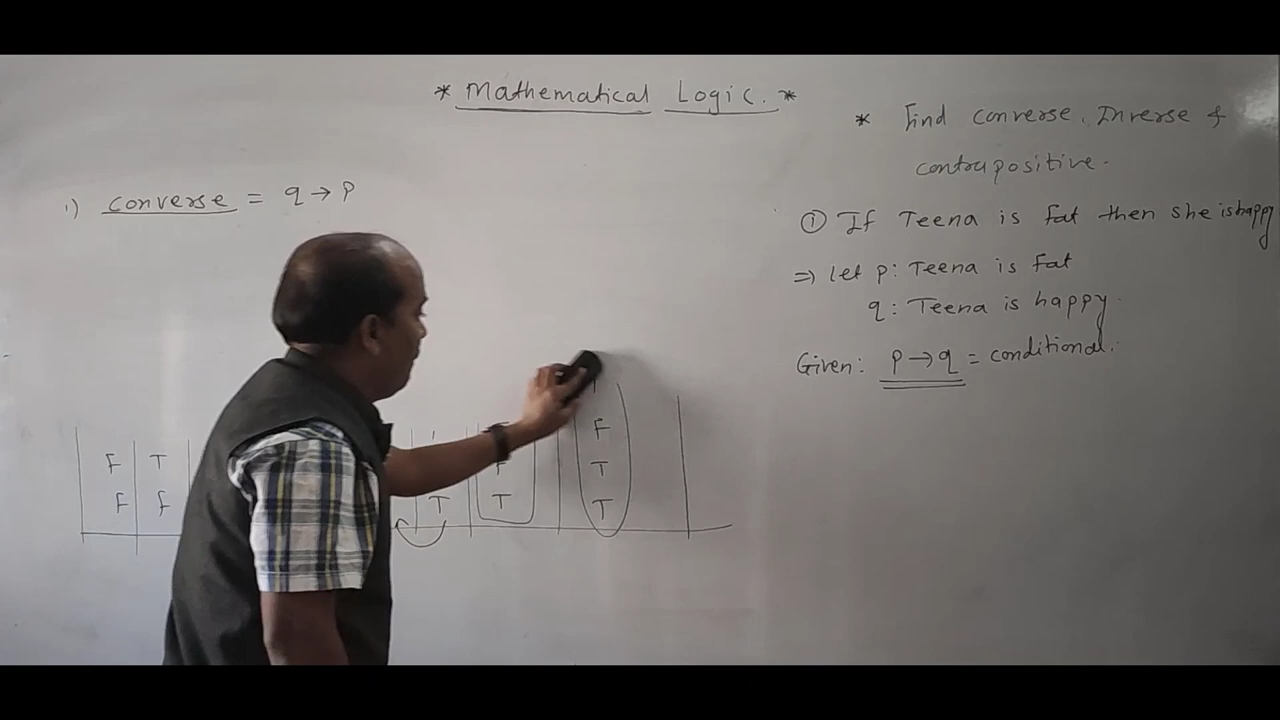 * Mathematical Logic. *
1) converse = q → p
F T F
F F T T
T F
T
T
* Find converse, Inverse &
contrapositive.
① If Teena is fat then she is happy
⇒ let p: Teena is fat
q: Teena is happy.
Given: p → q = conditional.